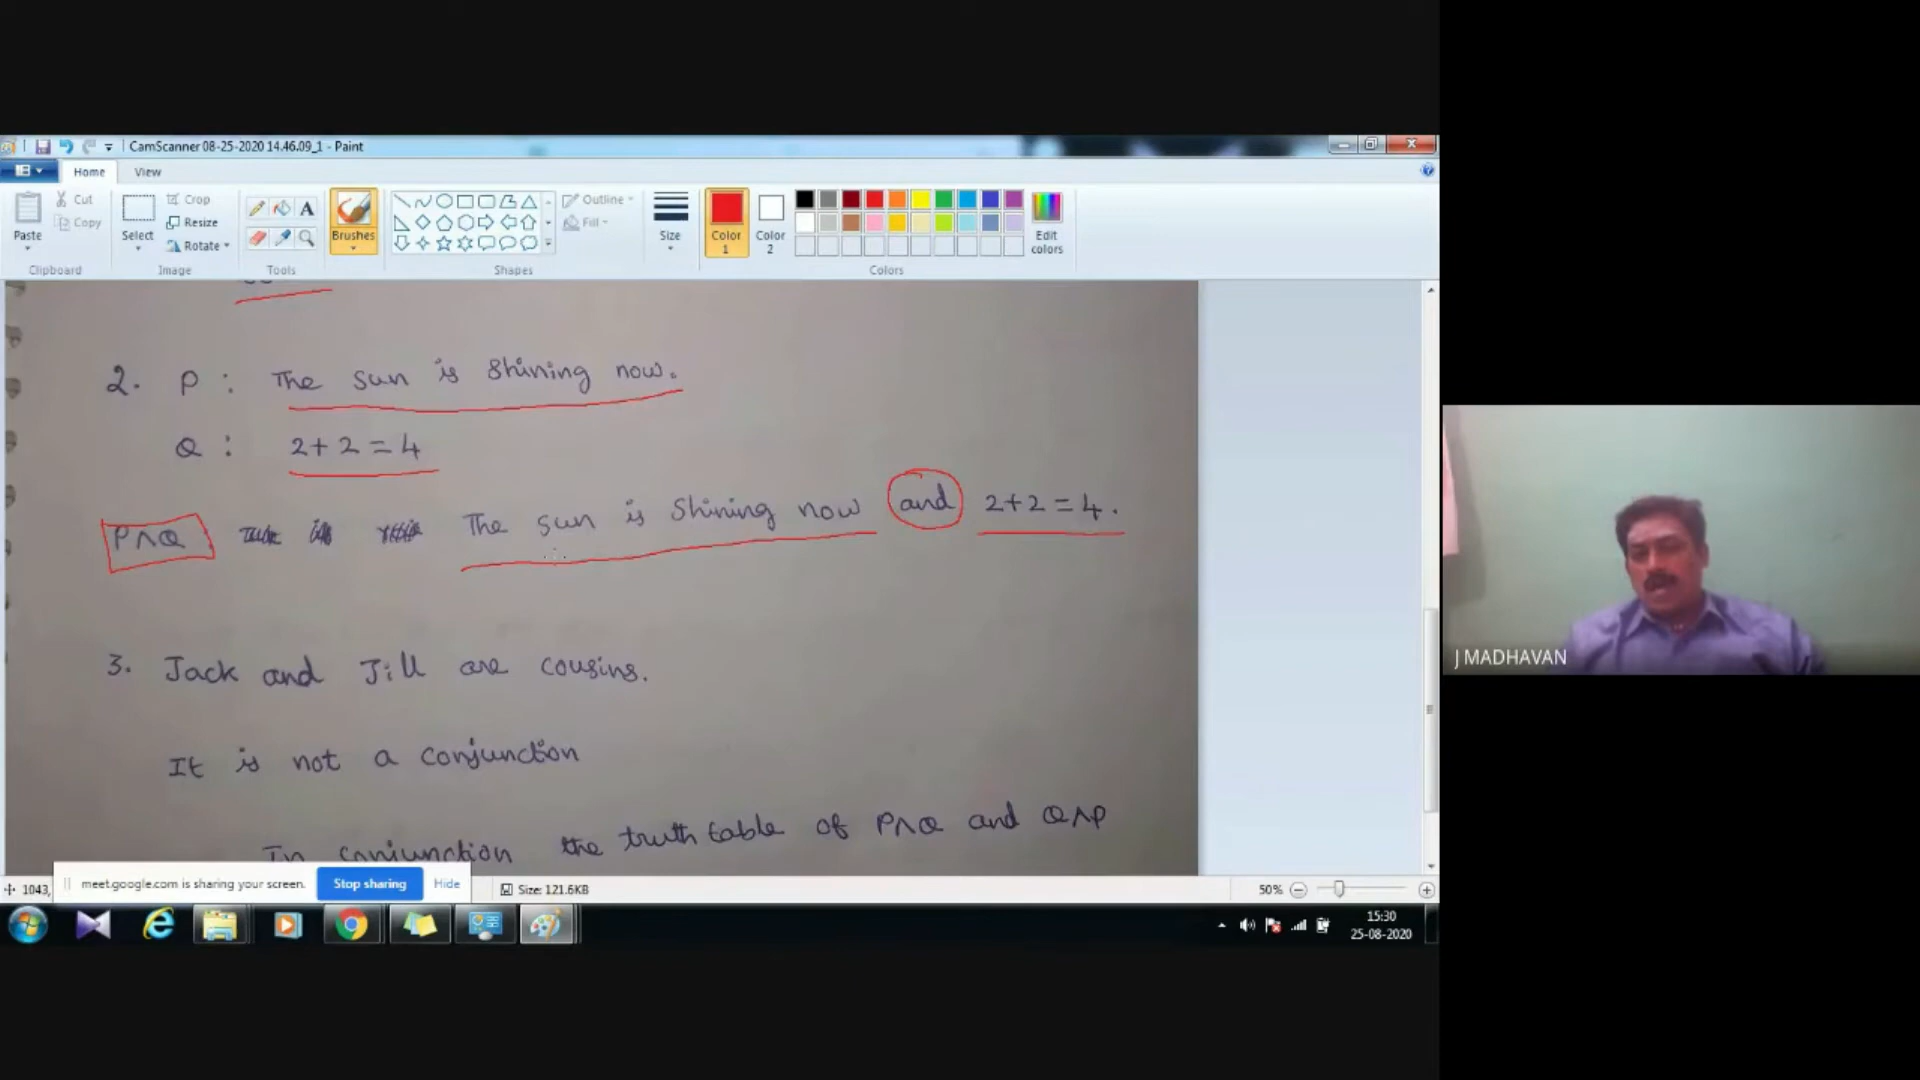 CamScanner 08-25-2020 14.46.09_1 - Paint
Home View
Paste
Cut
Copy
Clipboard
Select
Crop
Resize
Rotate
Image
A
Tools
Brushes
Outline
Fill
Shapes
Size
Color 1
Color 2
Edit colors
Colors
2. P : The sun is shining now.
Q : 2+2=4
P∧Q The sun is shining now and 2+2=4.
3. Jack and Jill are cousins.
It is not a conjunction
In conjunction the truth table of P∧Q and Q∧P
J MADHAVAN
1043,
meet.google.com is sharing your screen. Stop sharing Hide
Size: 121.6KB
50%
15:30
25-08-2020